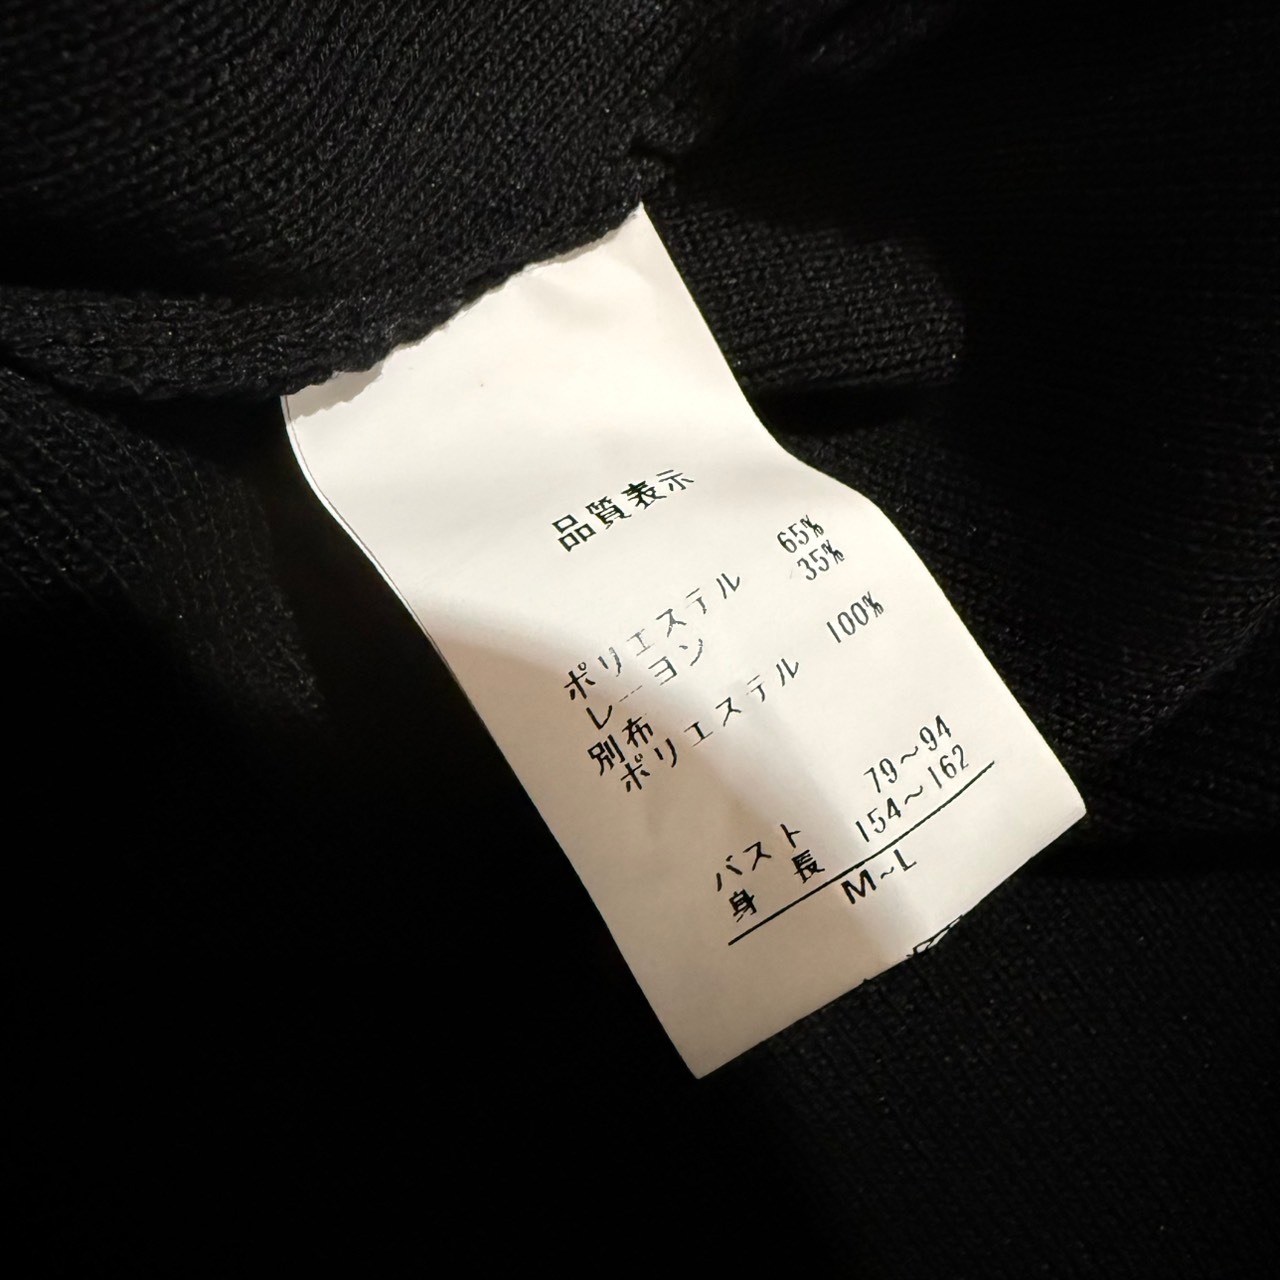 品質表示
ポリエステル 65%
レーヨン 35%
別布
ポリエステル 100%
バスト 79~94
身長 154~162
M~L